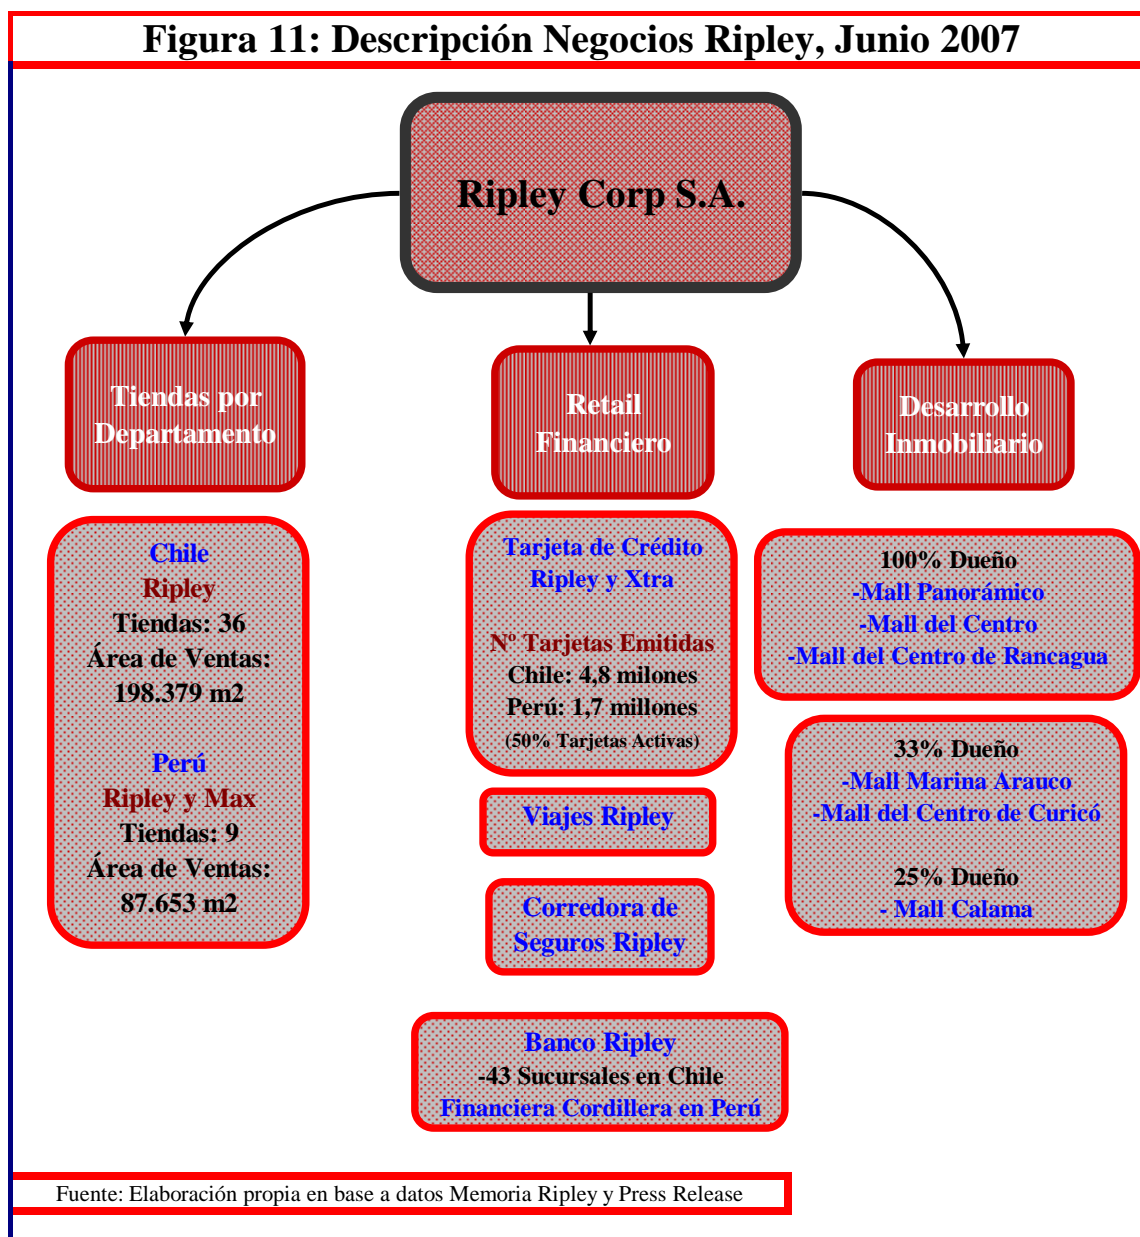 Figura 11: Descripción Negocios Ripley, Junio 2007
Ripley Corp S.A.
Tiendas por
Departamento
Chile
Ripley
Tiendas: 36
Área de Ventas:
198.379 m2
Perú
Ripley y Max
Tiendas: 9
Área de Ventas:
87.653 m2
Retail
Financiero
Tarjeta de Crédito
Ripley y Xtra
Nº Tarjetas Emitidas
Chile: 4,8 milones
Perú: 1,7 millones
(50% Tarjetas Activas)
Viajes Ripley
Corredora de
Seguros Ripley
Banco Ripley
-43 Sucursales en Chile
Financiera Cordillera en Perú
Desarrollo
Inmobiliario
100% Dueño
-Mall Panorámico
-Mall del Centro
-Mall del Centro de Rancagua
33% Dueño
-Mall Marina Arauco
-Mall del Centro de Curicó
25% Dueño
- Mall Calama
Fuente: Elaboración propia en base a datos Memoria Ripley y Press Release